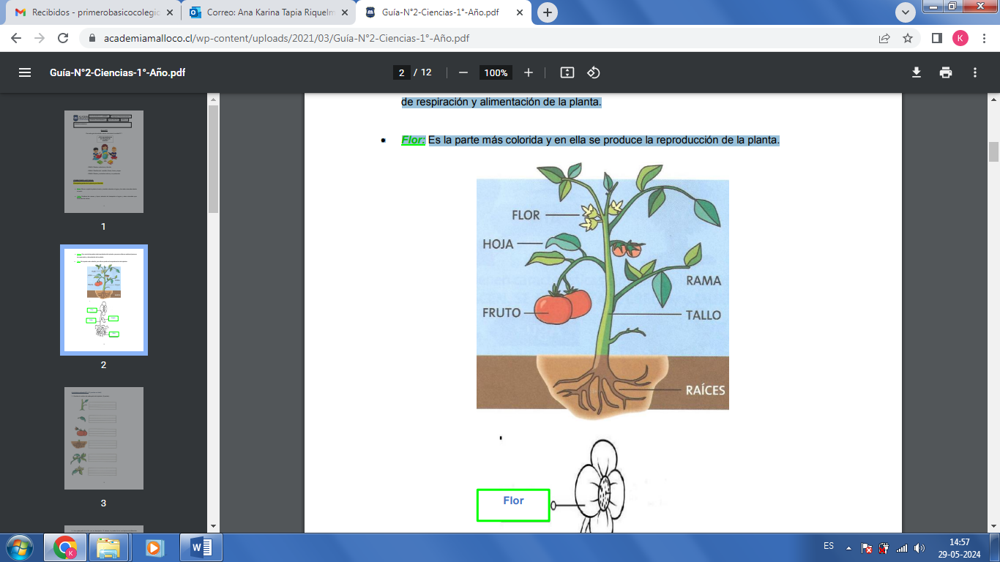 Recibidos - primerobasicocolegio
Correo: Ana Karina Tapia Riquelm
Guía-N°2-Ciencias-1°-Año.pdf
academiamalloco.cl/wp-content/uploads/2021/03/Guía-N°2-Ciencias-1°-Año.pdf
K
Guía-N°2-Ciencias-1°-Año.pdf
2 / 12
100%
1
2
3
de respiración y alimentación de la planta.
• Flor: Es la parte más colorida y en ella se produce la reproducción de la planta.
FLOR
HOJA
RAMA
FRUTO
TALLO
RAÍCES
Flor
K
W
ES
14:57
29-05-2024